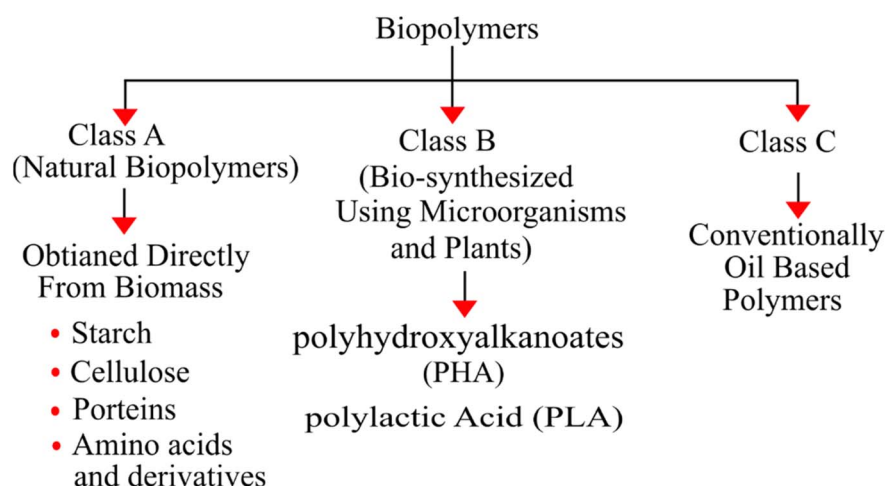 Biopolymers
Class A
(Natural Biopolymers)
Obtianed Directly
From Biomass
• Starch
• Cellulose
• Porteins
• Amino acids
and derivatives
Class B
(Bio-synthesized
Using Microorganisms
and Plants)
polyhydroxyalkanoates
(PHA)
polylactic Acid (PLA)
Class C
Conventionally
Oil Based
Polymers